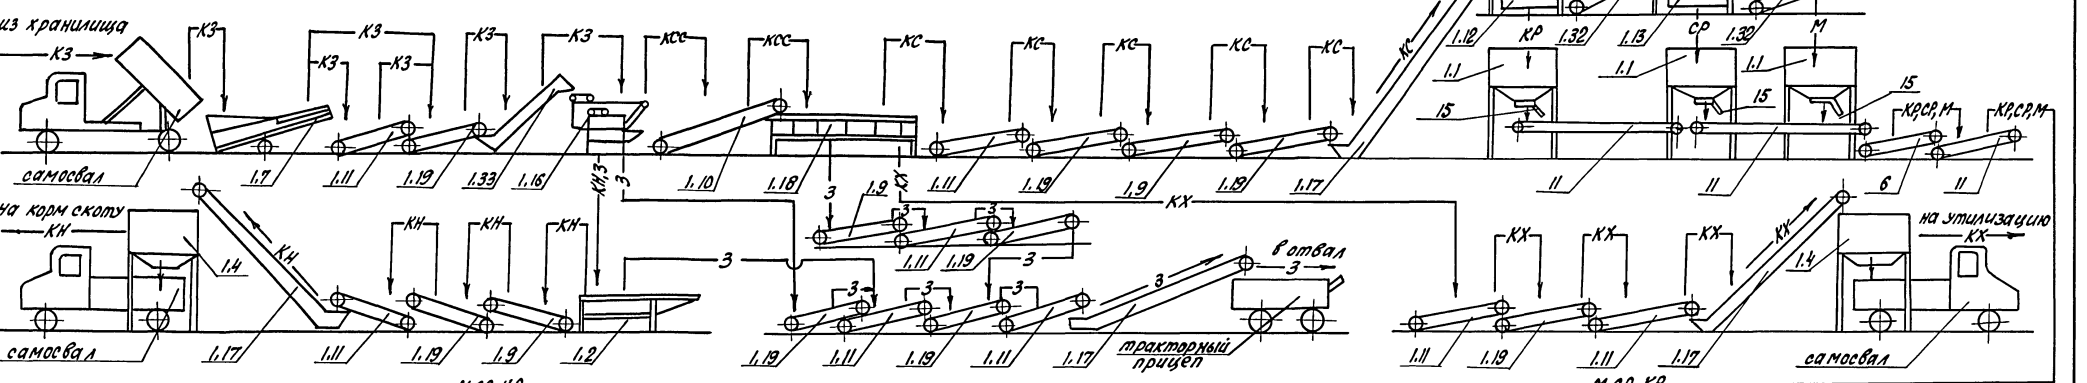 из хранилища
КЗ
КЗ
КЗ
КЗ
КЗ
КЗ
КЗ
КСС
КСС
КС
КС
КС
КС
КС
КС
1.12
КР
1.32
1.13
СР
1.32
М
1.1
1.1
1.1
15
15
15
КР,СР,М
КР,СР,М
самосвал
1.7
1.11
1.19
1.33
1.16
КН,З
З
1.10
1.18
З
КХ
1.11
1.19
1.9
1.19
1.17
11
11
6
11
на корм скоту
КН
1.4
КН
КН
КН
КН
З
1.9
З
З
1.11
1.19
З
КХ
в отвал
З
КХ
КХ
КХ
КХ
1.4
на утилизацию
КХ
З
З
З
З
самосвал
1.17
1.11
1.19
1.9
1.2
1.19
1.11
1.19
1.11
1.17
тракторный
прицеп
1.11
1.19
1.11
1.17
самосвал